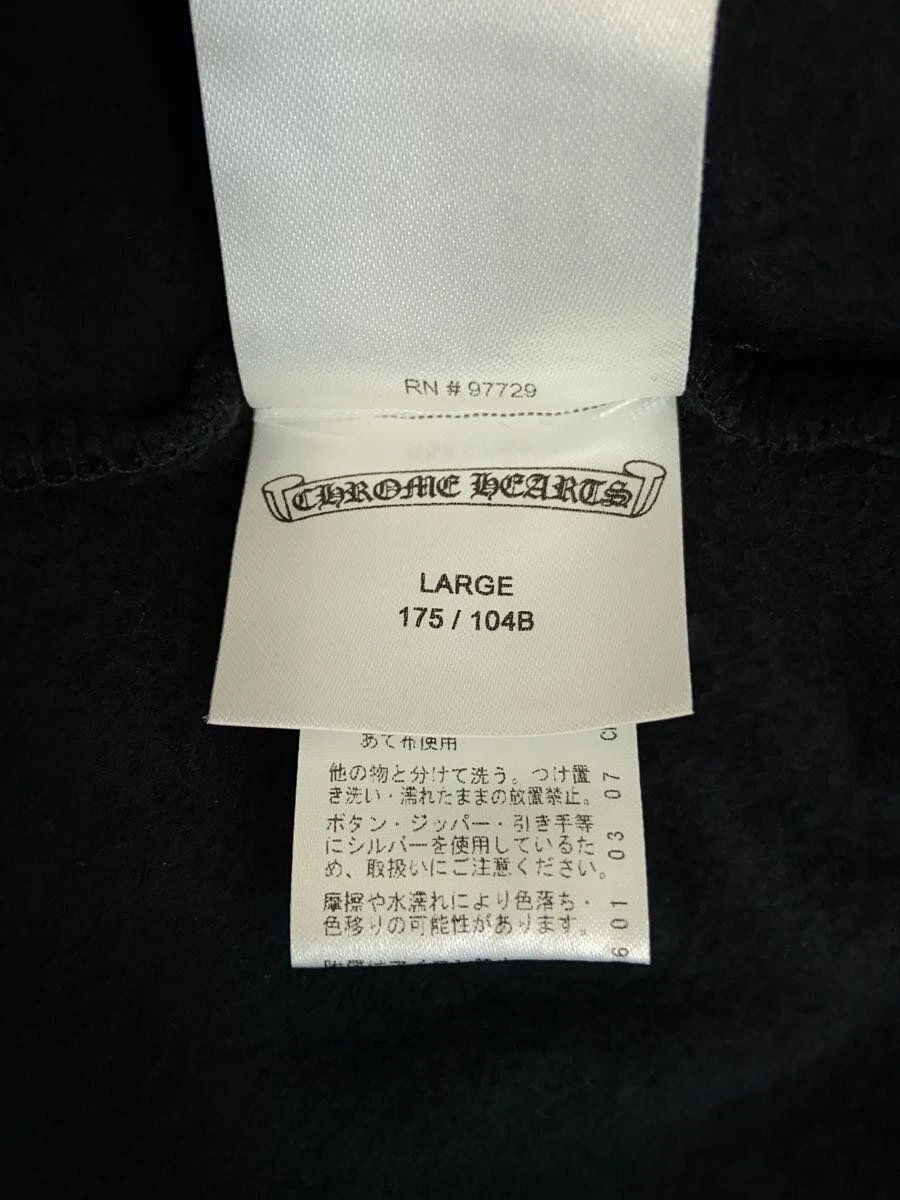 RN # 97729
CHROME HEARTS
LARGE
175 / 104B
あて布使用
他の物と分けて洗う。つけ置
き洗い・濡れたままの放置禁止。
ボタン・ジッパー・引き手等
にシルバーを使用しているた
め、取扱いにご注意ください。
摩擦や水濡れにより色落ち・
色移りの可能性があります。
6 01 03 07